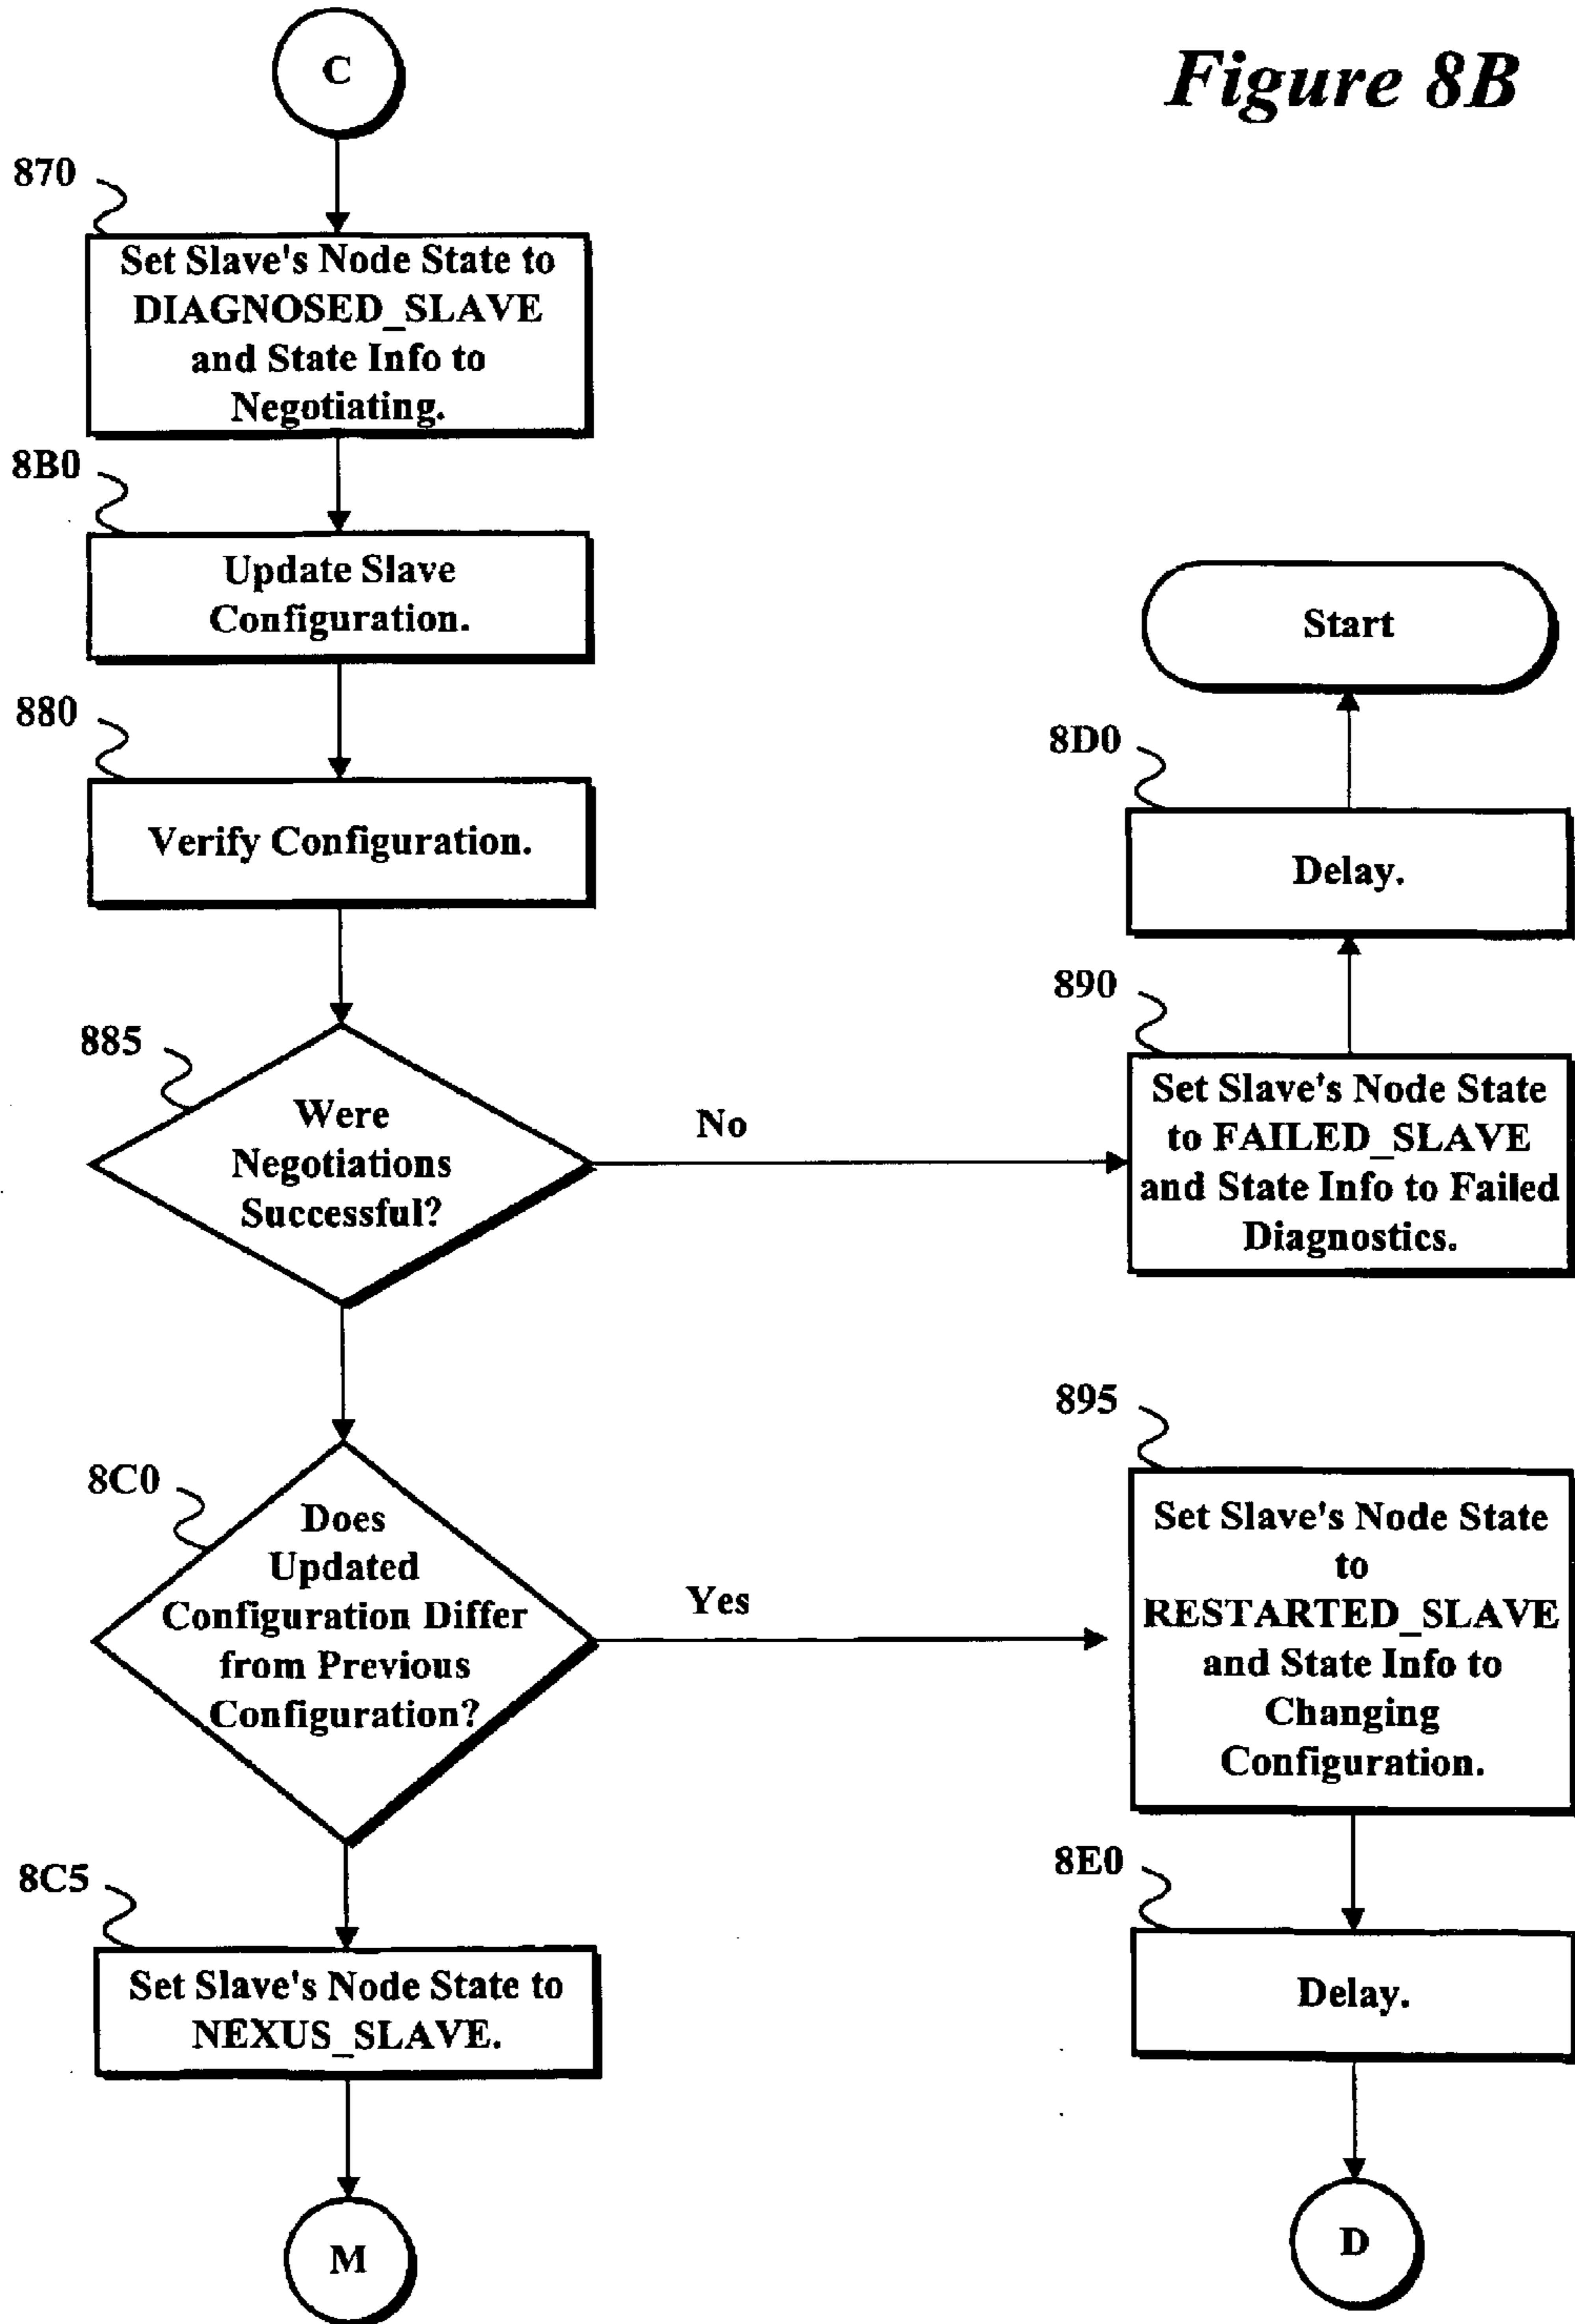 Figure 8B
C
870
Set Slave's Node State to
DIAGNOSED_SLAVE
and State Info to
Negotiating.
8B0
Update Slave
Configuration.
880
Verify Configuration.
885
Were
Negotiations
Successful?
No
Start
8D0
Delay.
890
Set Slave's Node State
to FAILED_SLAVE
and State Info to Failed
Diagnostics.
8C0
Does
Updated
Configuration Differ
from Previous
Configuration?
Yes
895
Set Slave's Node State
to
RESTARTED_SLAVE
and State Info to
Changing
Configuration.
8E0
Delay.
D
8C5
Set Slave's Node State to
NEXUS_SLAVE.
M